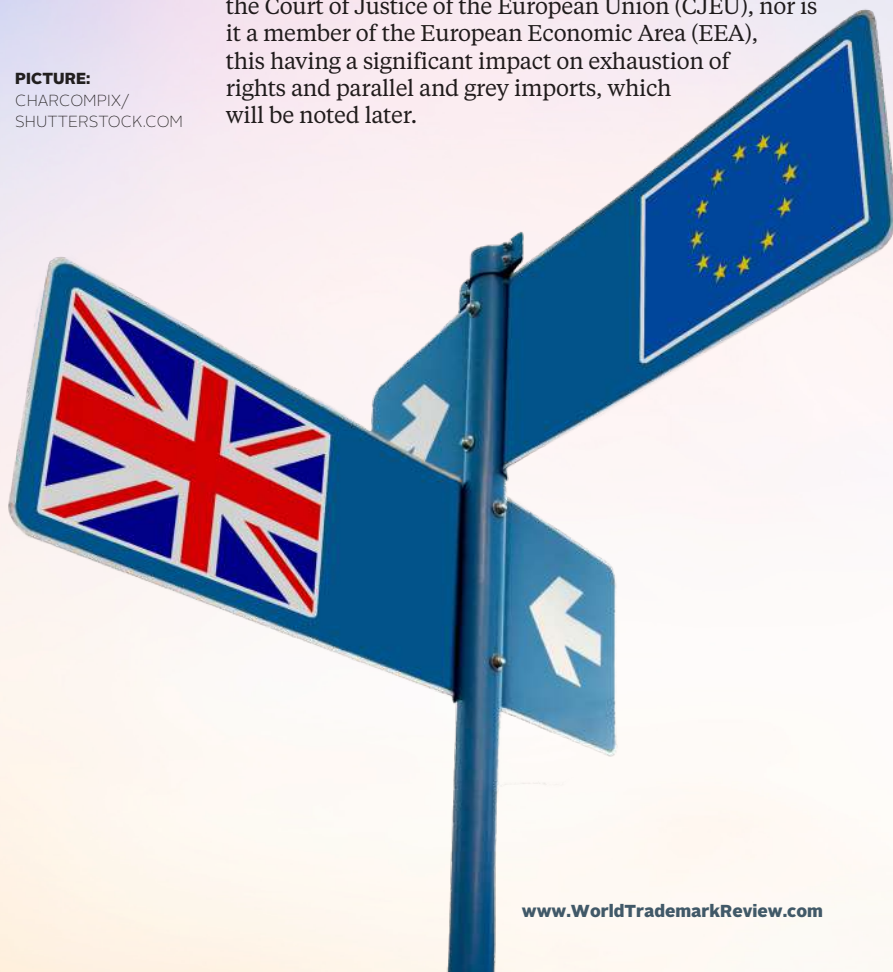 the Court of Justice of the European Union (CJEU), nor is
it a member of the European Economic Area (EEA),
this having a significant impact on exhaustion of
rights and parallel and grey imports, which
will be noted later.
PICTURE:
CHARCOMPIX/
SHUTTERSTOCK.COM
www.WorldTrademarkReview.com